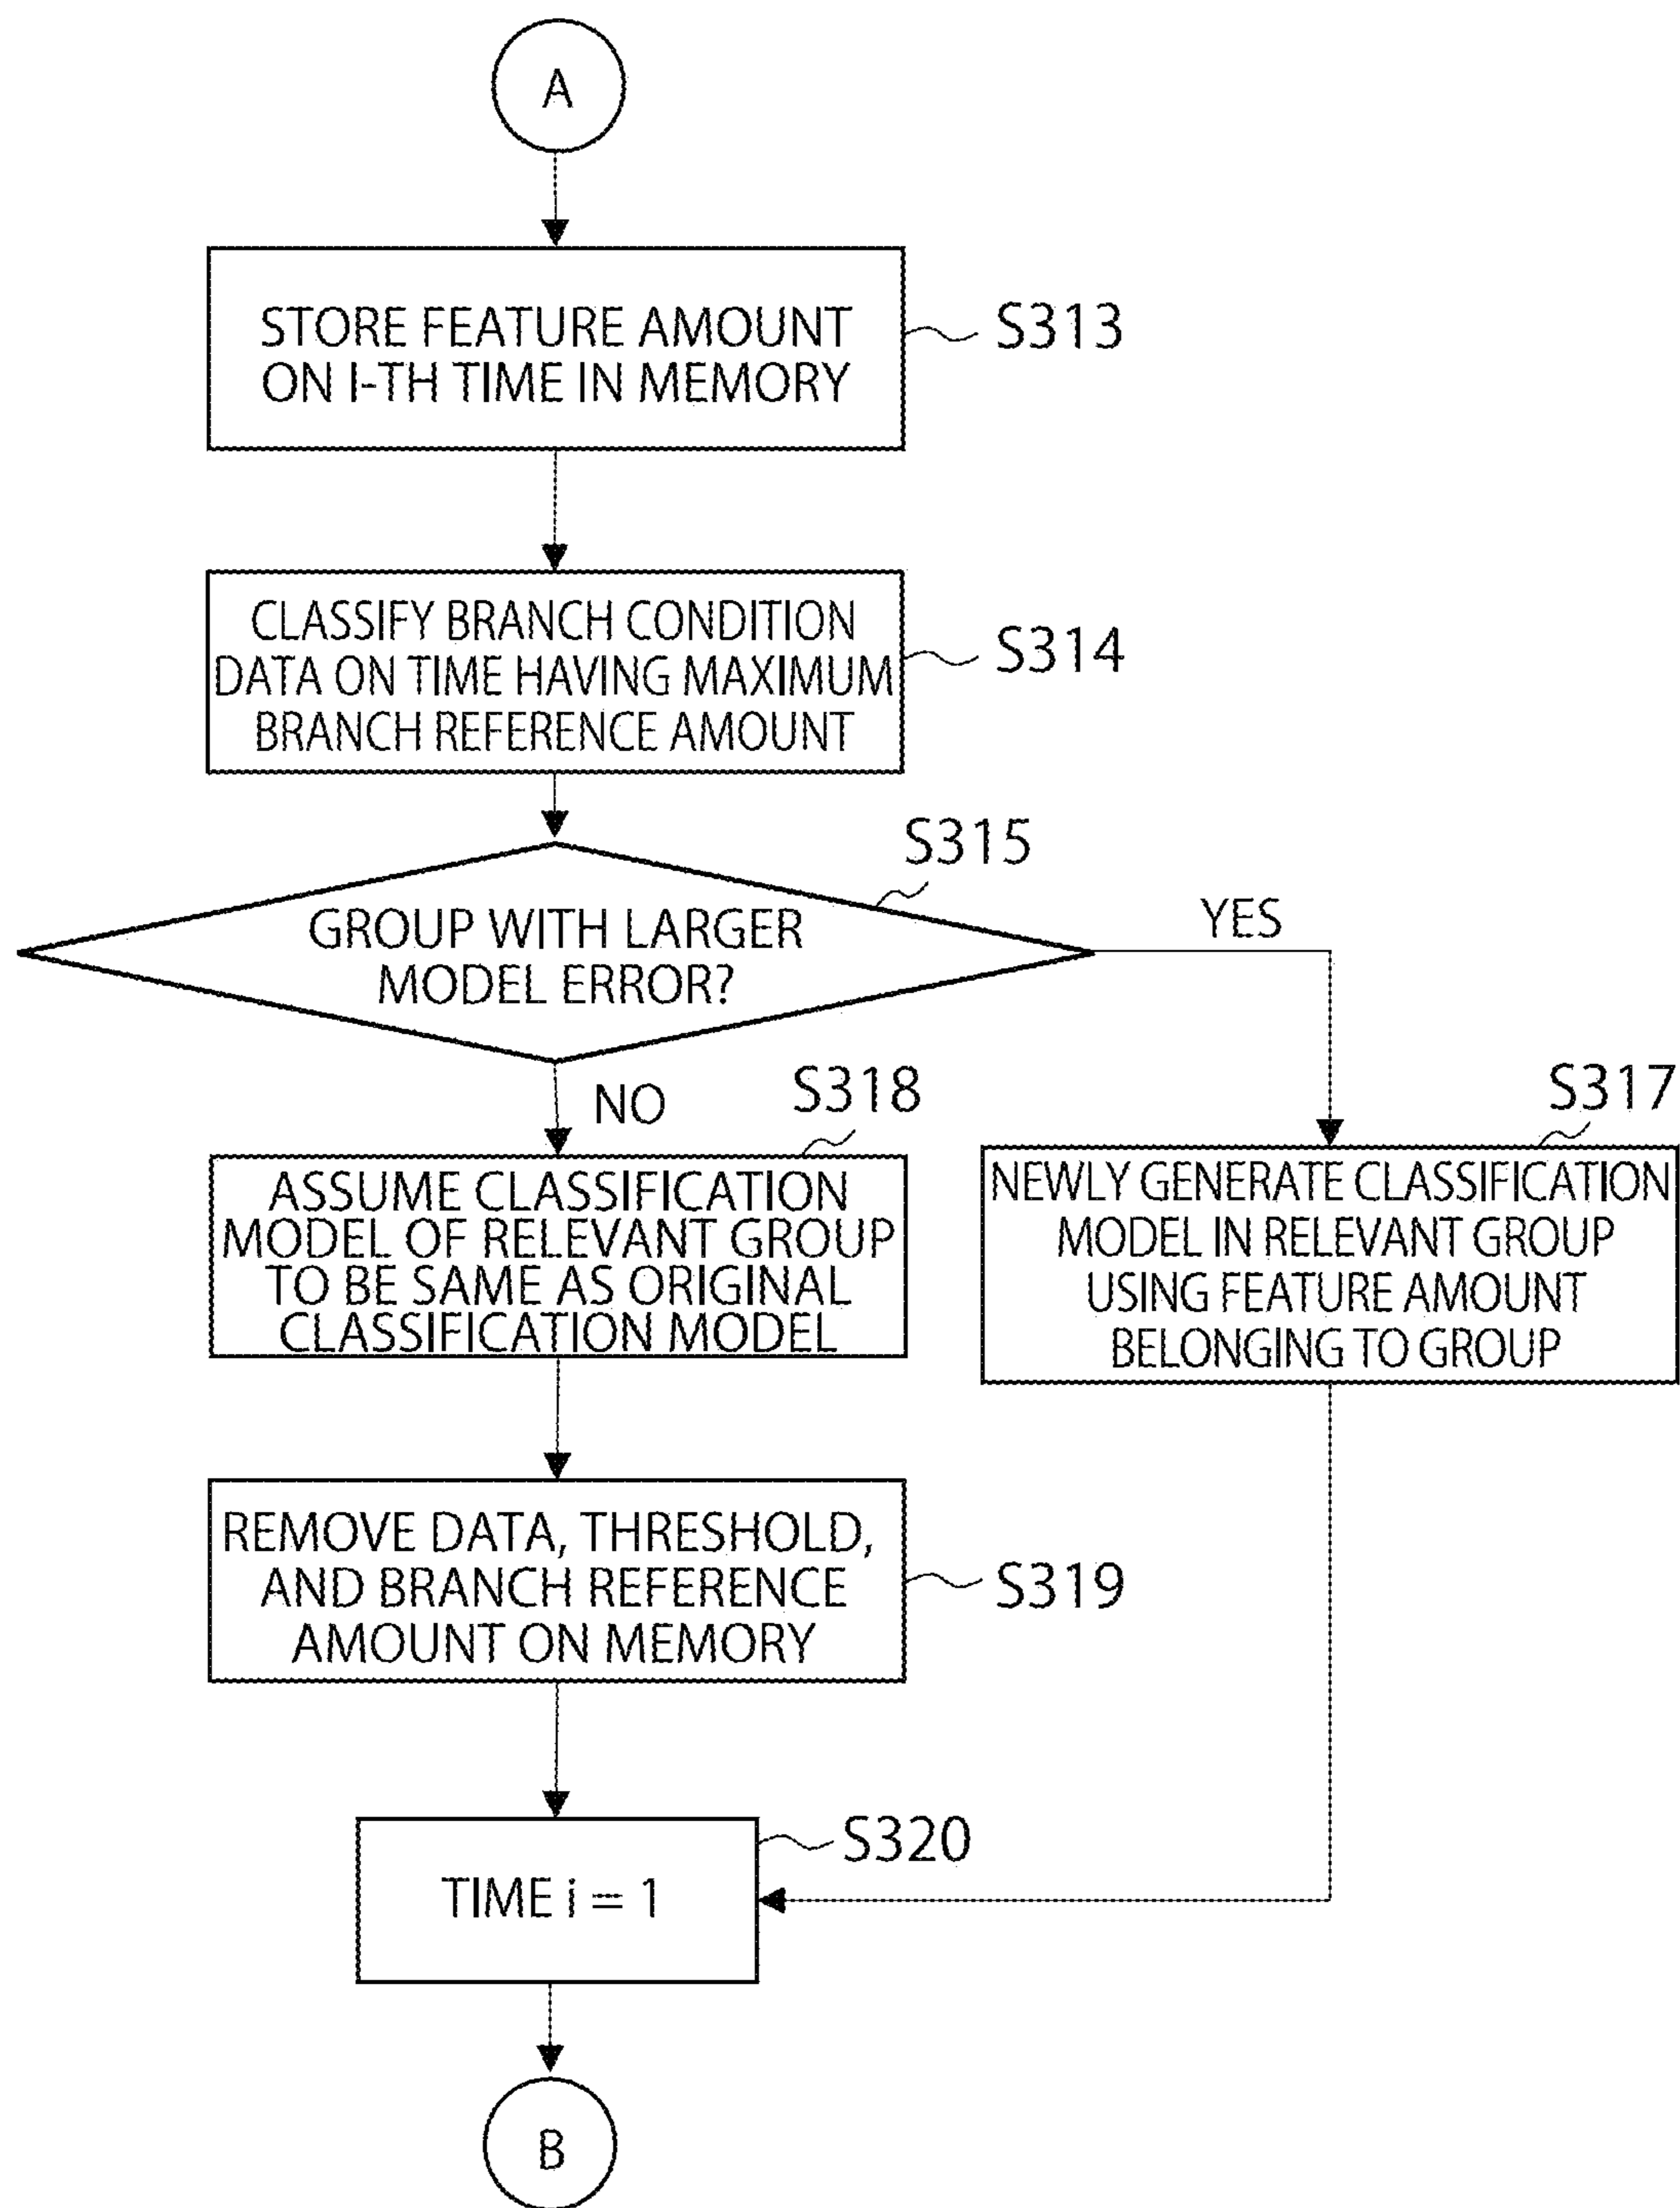 A
STORE FEATURE AMOUNT
ON I-TH TIME IN MEMORY
S313
CLASSIFY BRANCH CONDITION
DATA ON TIME HAVING MAXIMUM
BRANCH REFERENCE AMOUNT
S314
S315
GROUP WITH LARGER
MODEL ERROR?
YES
NO
S318
ASSUME CLASSIFICATION
MODEL OF RELEVANT GROUP
TO BE SAME AS ORIGINAL
CLASSIFICATION MODEL
S317
NEWLY GENERATE CLASSIFICATION
MODEL IN RELEVANT GROUP
USING FEATURE AMOUNT
BELONGING TO GROUP
REMOVE DATA, THRESHOLD,
AND BRANCH REFERENCE
AMOUNT ON MEMORY
S319
S320
TIME i = 1
B